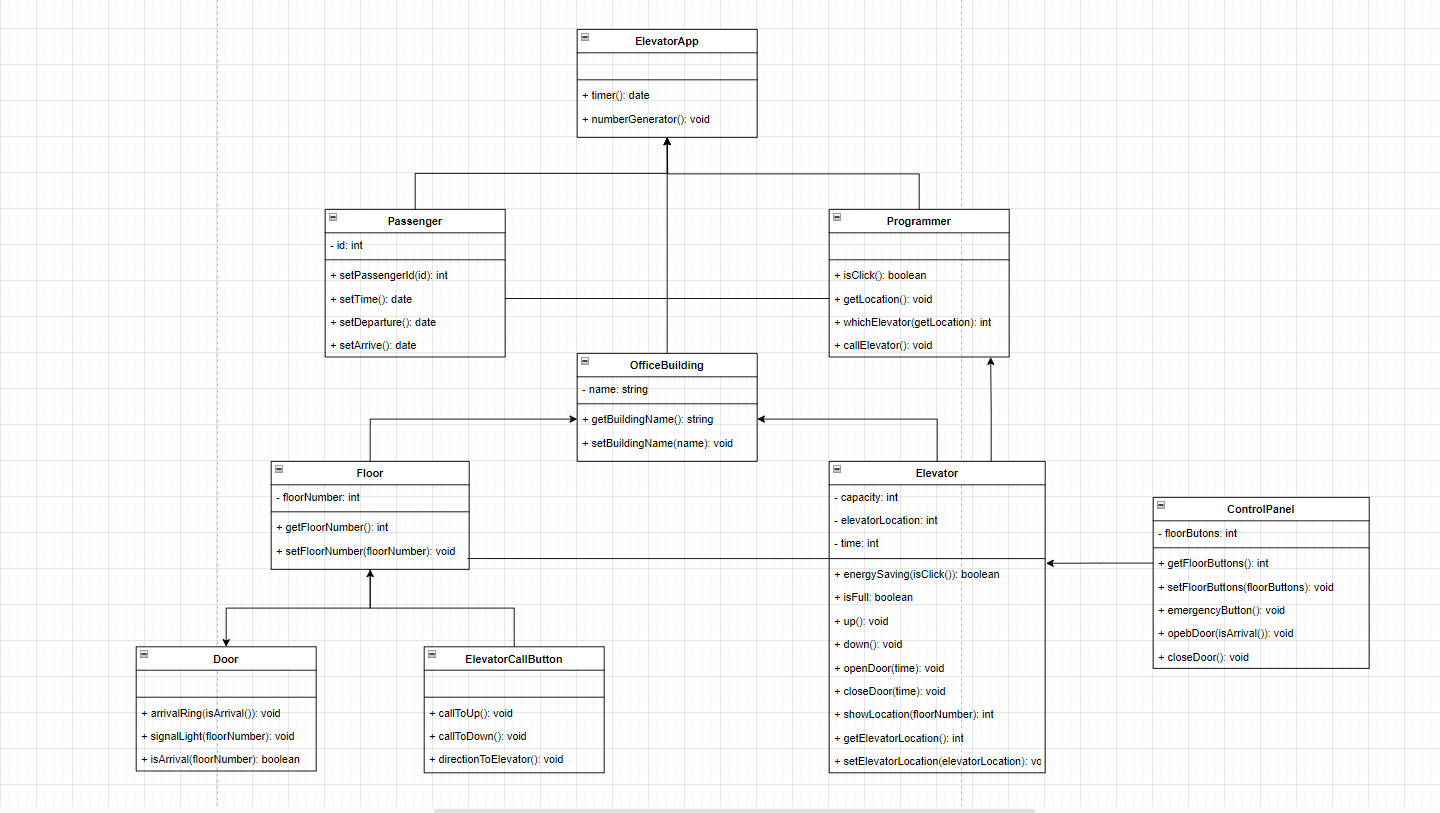 ElevatorApp
+ timer(): date
+ numberGenerator(): void
Passenger
- id: int
+ setPassengerId(id): int
+ setTime(): date
+ setDeparture(): date
+ setArrive(): date
Programmer
+ isClick(): boolean
+ getLocation(): void
+ whichElevator(getLocation): int
+ callElevator(): void
OfficeBuilding
- name: string
+ getBuildingName(): string
+ setBuildingName(name): void
Floor
- floorNumber: int
+ getFloorNumber(): int
+ setFloorNumber(floorNumber): void
Elevator
- capacity: int
- elevatorLocation: int
- time: int
+ energySaving(isClick()): boolean
+ isFull: boolean
+ up(): void
+ down(): void
+ openDoor(time): void
+ closeDoor(time): void
+ showLocation(floorNumber): int
+ getElevatorLocation(): int
+ setElevatorLocation(elevatorLocation): vo
ControlPanel
- floorButons: int
+ getFloorButtons(): int
+ setFloorButtons(floorButtons): void
+ emergencyButton(): void
+ opebDoor(isArrival()): void
+ closeDoor(): void
Door
+ arrivalRing(isArrival()): void
+ signalLight(floorNumber): void
+ isArrival(floorNumber): boolean
ElevatorCallButton
+ callToUp(): void
+ callToDown(): void
+ directionToElevator(): void